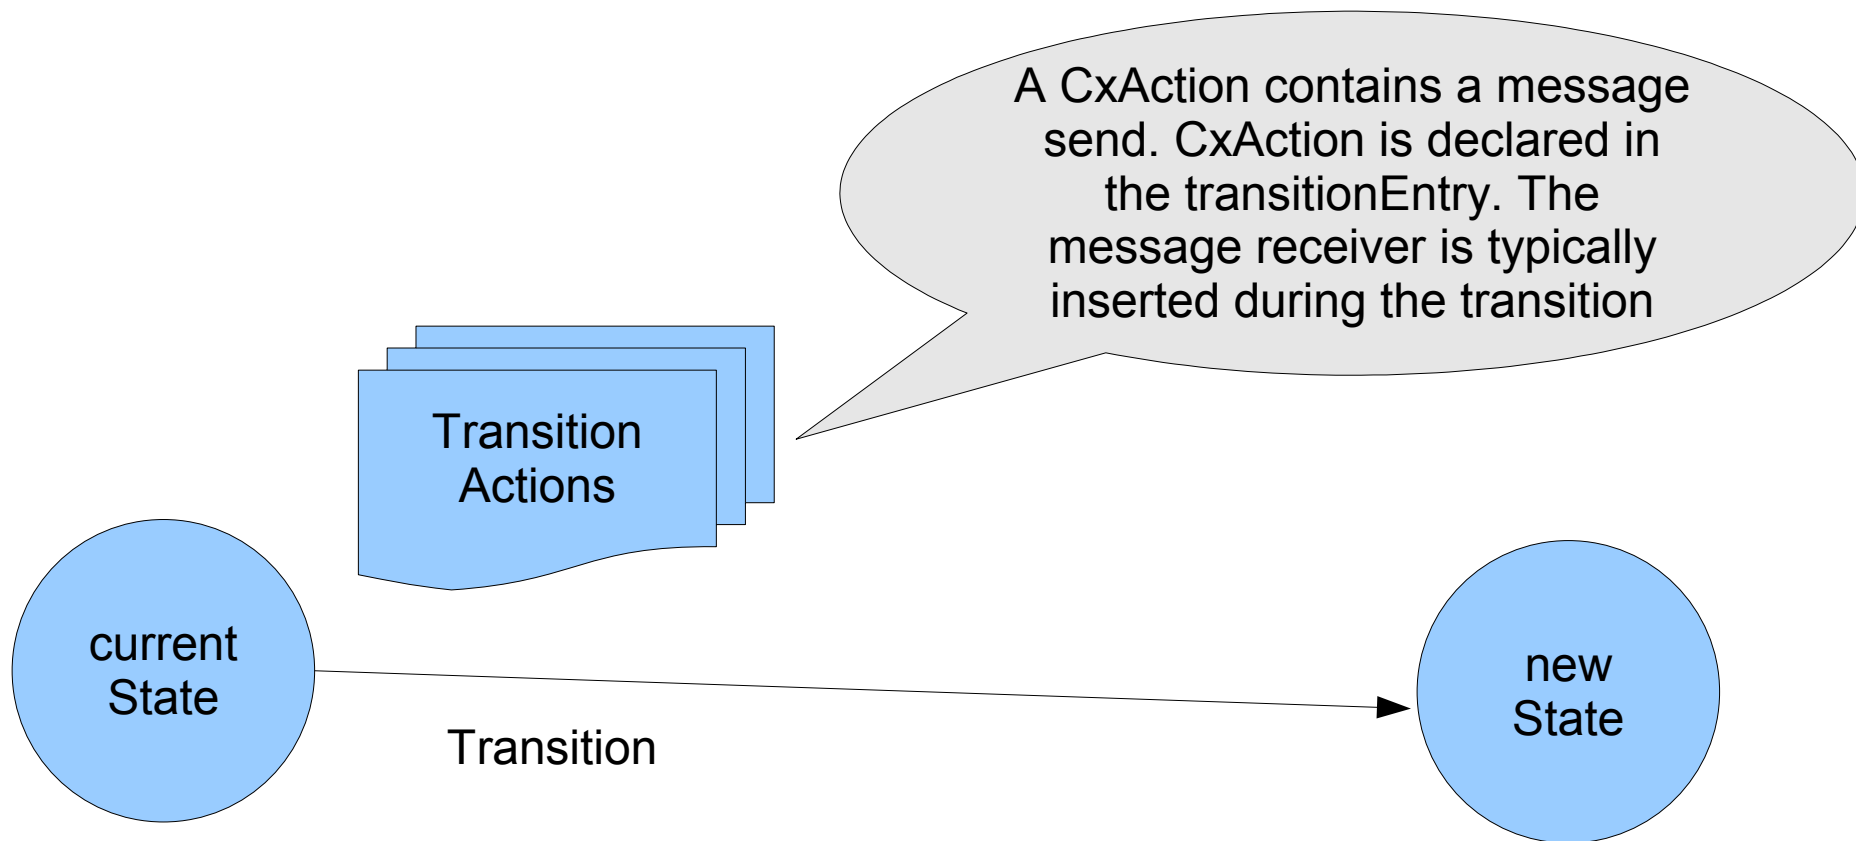 A CxAction contains a message
send. CxAction is declared in
the transitionEntry. The
message receiver is typically
inserted during the transition
Transition
Actions
current
State
new
State
Transition